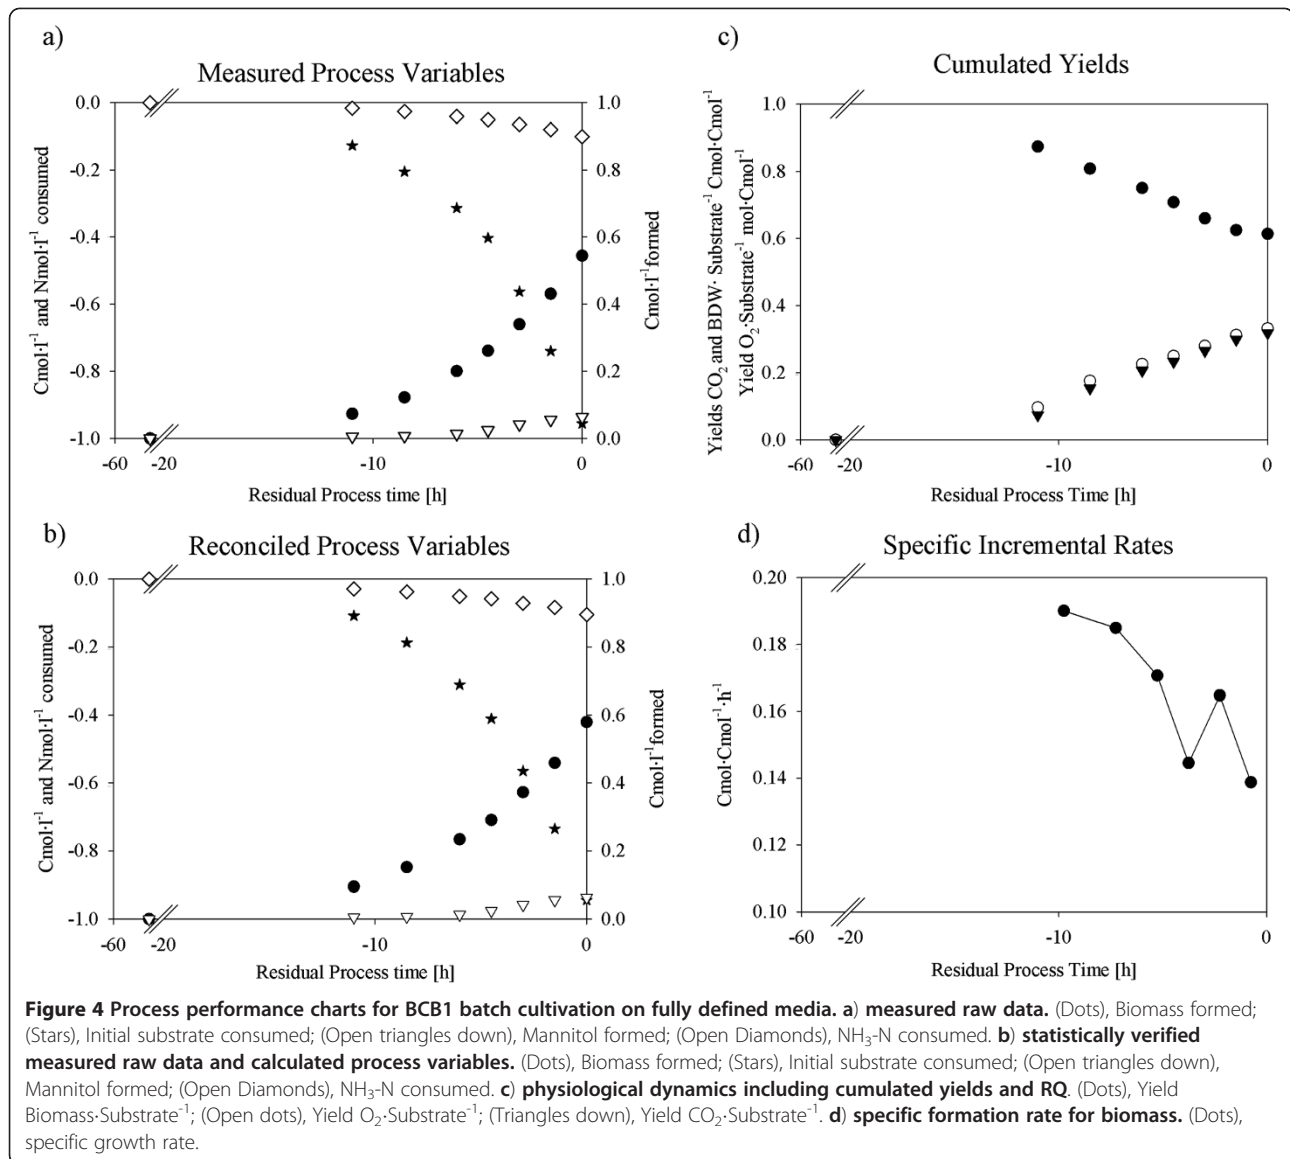 a)
Measured Process Variables
0.0
-0.2
-0.4
-0.6
-0.8
-1.0
1.0
0.8
0.6
0.4
0.2
0.0
Cmol·l⁻¹ and Nmol·l⁻¹ consumed
Cmol·l⁻¹formed
-60
-20
-10
0
Residual Process time [h]
b)
Reconciled Process Variables
0.0
-0.2
-0.4
-0.6
-0.8
-1.0
1.0
0.8
0.6
0.4
0.2
0.0
Cmol·l⁻¹ and Nmol·l⁻¹ consumed
Cmol·l⁻¹formed
-60
-20
-10
0
Residual Process time [h]
c)
Cumulated Yields
1.0
0.8
0.6
0.4
0.2
0.0
Yields CO₂ and BDW· Substrate⁻¹ Cmol·Cmol⁻¹
Yield O₂·Substrate⁻¹ mol·Cmol⁻¹
-60
-20
-10
0
Residual Process Time [h]
d)
Specific Incremental Rates
0.20
0.18
0.16
0.14
0.12
0.10
Cmol·Cmol⁻¹·h⁻¹
-60
-20
-10
0
Residual Process Time [h]
Figure 4 Process performance charts for BCB1 batch cultivation on fully defined media. a) measured raw data. (Dots), Biomass formed;
(Stars), Initial substrate consumed; (Open triangles down), Mannitol formed; (Open Diamonds), NH₃-N consumed. b) statistically verified
measured raw data and calculated process variables. (Dots), Biomass formed; (Stars), Initial substrate consumed; (Open triangles down),
Mannitol formed; (Open Diamonds), NH₃-N consumed. c) physiological dynamics including cumulated yields and RQ. (Dots), Yield
Biomass·Substrate⁻¹; (Open dots), Yield O₂·Substrate⁻¹; (Triangles down), Yield CO₂·Substrate⁻¹. d) specific formation rate for biomass. (Dots),
specific growth rate.